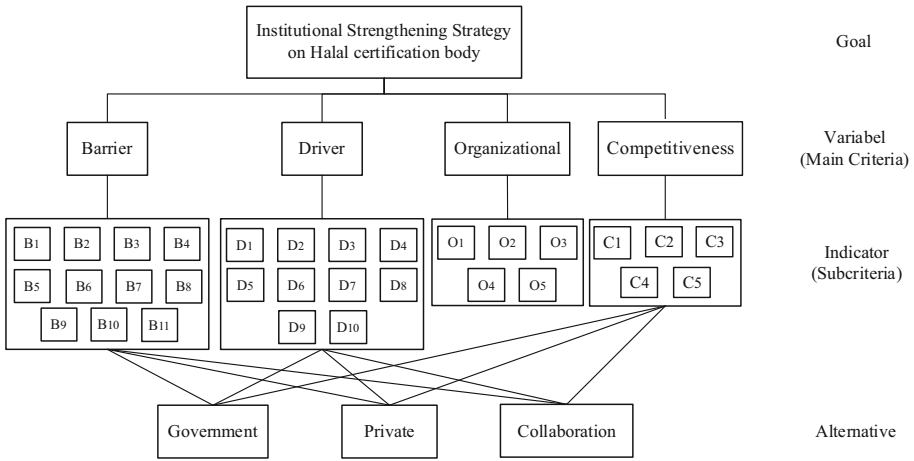 Institutional Strengthening Strategy
on Halal certification body
Goal
Barrier
Driver
Organizational
Competitiveness
Variabel
(Main Criteria)
B1 B2 B3 B4
B5 B6 B7 B8
B9 B10 B11
D1 D2 D3 D4
D5 D6 D7 D8
D9 D10
O1 O2 O3
O4 O5
C1 C2 C3
C4 C5
Indicator
(Subcriteria)
Government
Private
Collaboration
Alternative